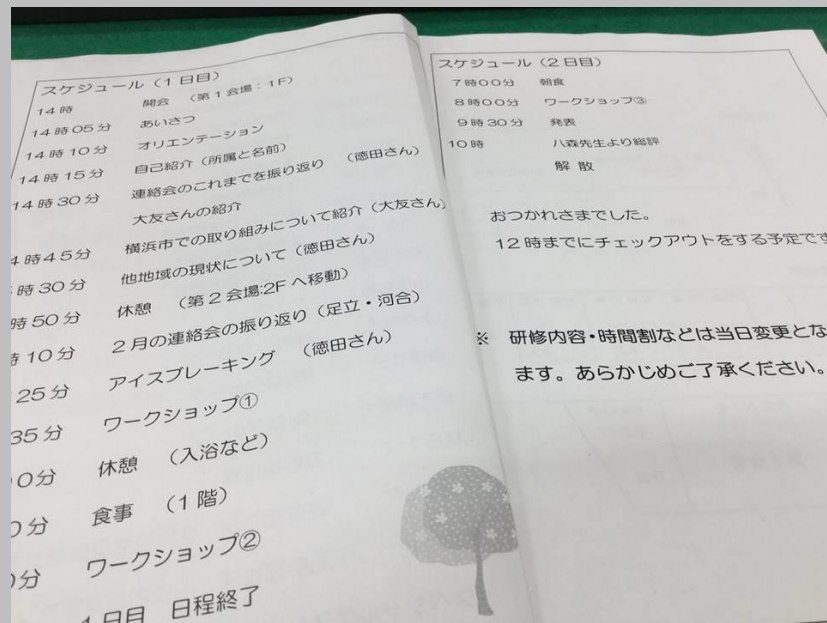 スケジュール（1日目）
14時 開会 （第1会場：1F）
14時05分 あいさつ
14時10分 オリエンテーション
14時15分 自己紹介（所属と名前）
14時30分 連絡会のこれまでを振り返り （徳田さん）
大友さんの紹介
4時45分 横浜市での取り組みについて紹介（大友さん）
時30分 他地域の現状について（徳田さん）
時50分 休憩 （第2会場:2Fへ移動）
時10分 2月の連絡会の振り返り（足立・河合）
25分 アイスブレーキング （徳田さん）
35分 ワークショップ①
0分 休憩 （入浴など）
0分 食事 （1階）
0分 ワークショップ②
1日目 日程終了
スケジュール（2日目）
7時00分 朝食
8時00分 ワークショップ③
9時30分 発表
10時 八森先生より総評
解散
おつかれさまでした。
12時までにチェックアウトをする予定です
※ 研修内容・時間割などは当日変更とな
ます。あらかじめご了承ください。